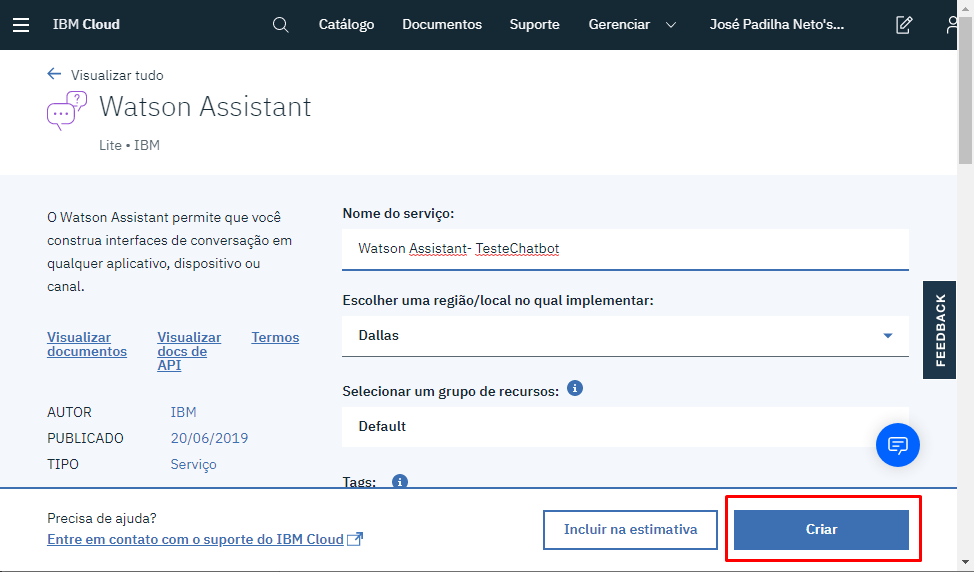 IBM Cloud Catálogo Documentos Suporte Gerenciar José Padilha Neto's...
Visualizar tudo
Watson Assistant
Lite • IBM
O Watson Assistant permite que você
construa interfaces de conversação em
qualquer aplicativo, dispositivo ou
canal.
Visualizar
documentos
Visualizar
docs de
API
Termos
AUTOR IBM
PUBLICADO 20/06/2019
TIPO Serviço
Nome do serviço:
Watson Assistant- TesteChatbot
Escolher uma região/local no qual implementar:
Dallas
Selecionar um grupo de recursos:
Default
Tags:
FEEDBACK
Precisa de ajuda?
Entre em contato com o suporte do IBM Cloud
Incluir na estimativa
Criar